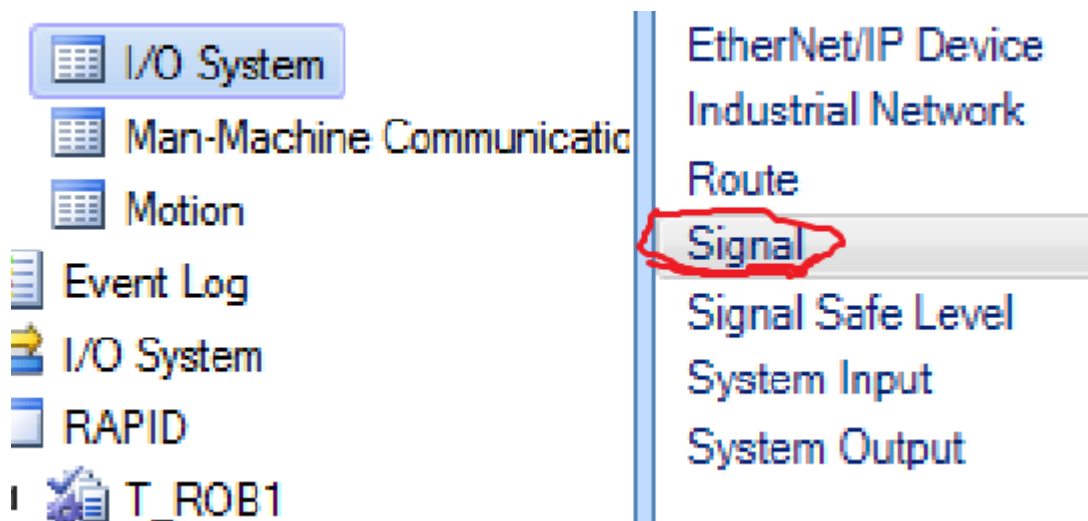 I/O System
Man-Machine Communicatic
Motion
Event Log
I/O System
RAPID
T_ROB1
EtherNet/IP Device
Industrial Network
Route
Signal
Signal Safe Level
System Input
System Output